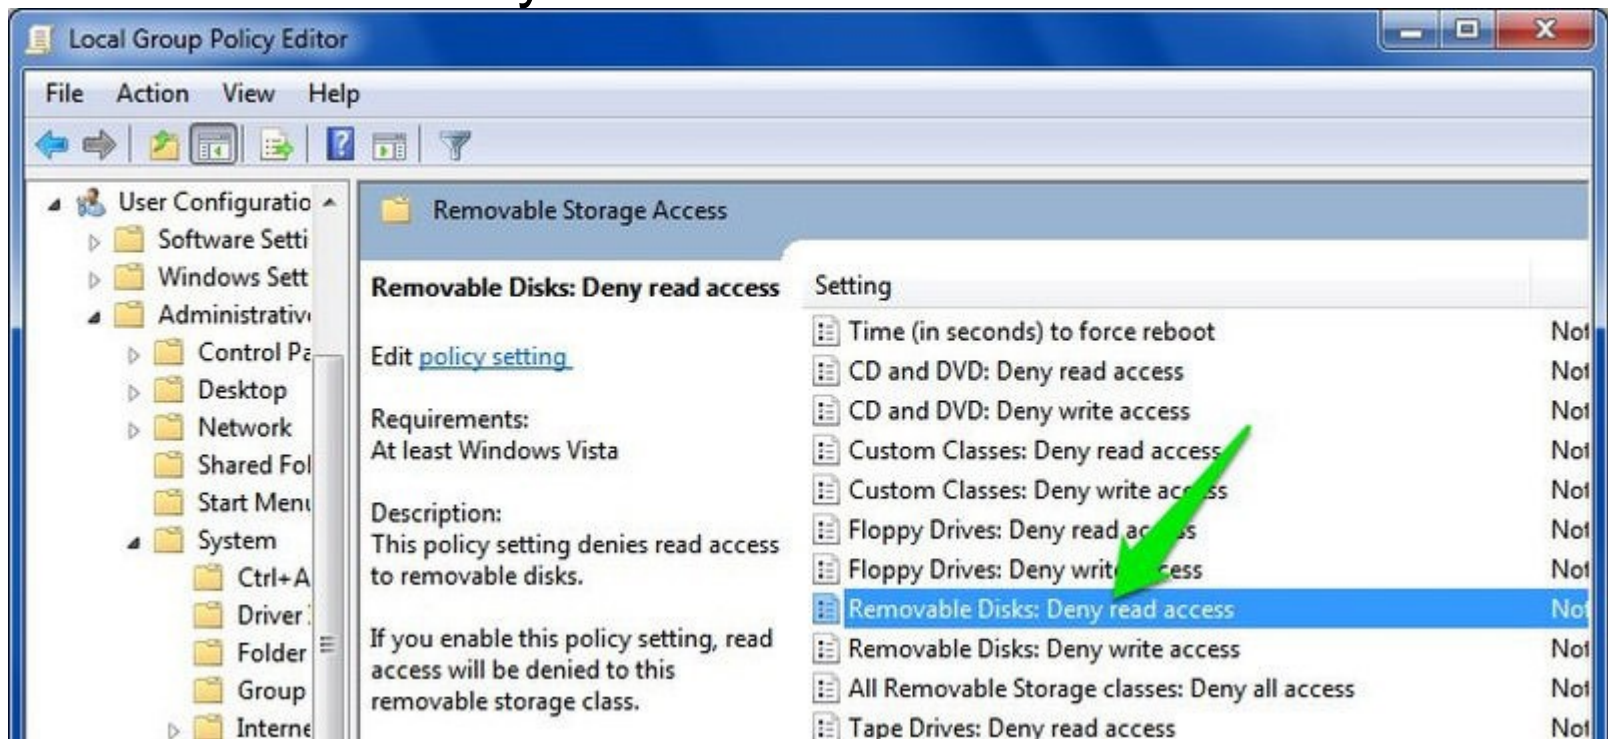 Local Group Policy Editor
File Action View Help
User Configuratio
Software Setti
Windows Sett
Administrativ
Control Pa
Desktop
Network
Shared Fol
Start Menu
System
Ctrl+A
Driver
Folder
Group
Interne
Removable Storage Access
Removable Disks: Deny read access
Edit policy setting
Requirements:
At least Windows Vista
Description:
This policy setting denies read access
to removable disks.
If you enable this policy setting, read
access will be denied to this
removable storage class.
Setting
Time (in seconds) to force reboot Not
CD and DVD: Deny read access Not
CD and DVD: Deny write access Not
Custom Classes: Deny read access Not
Custom Classes: Deny write access Not
Floppy Drives: Deny read access Not
Floppy Drives: Deny write access Not
Removable Disks: Deny read access Not
Removable Disks: Deny write access Not
All Removable Storage classes: Deny all access Not
Tape Drives: Deny read access Not